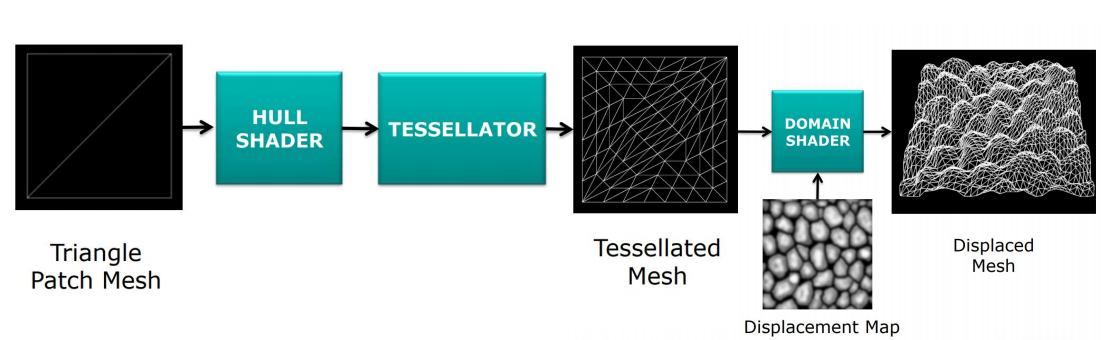 HULL
SHADER
TESSELLATOR
DOMAIN
SHADER
Triangle
Patch Mesh
Tessellated
Mesh
Displaced
Mesh
Displacement Map